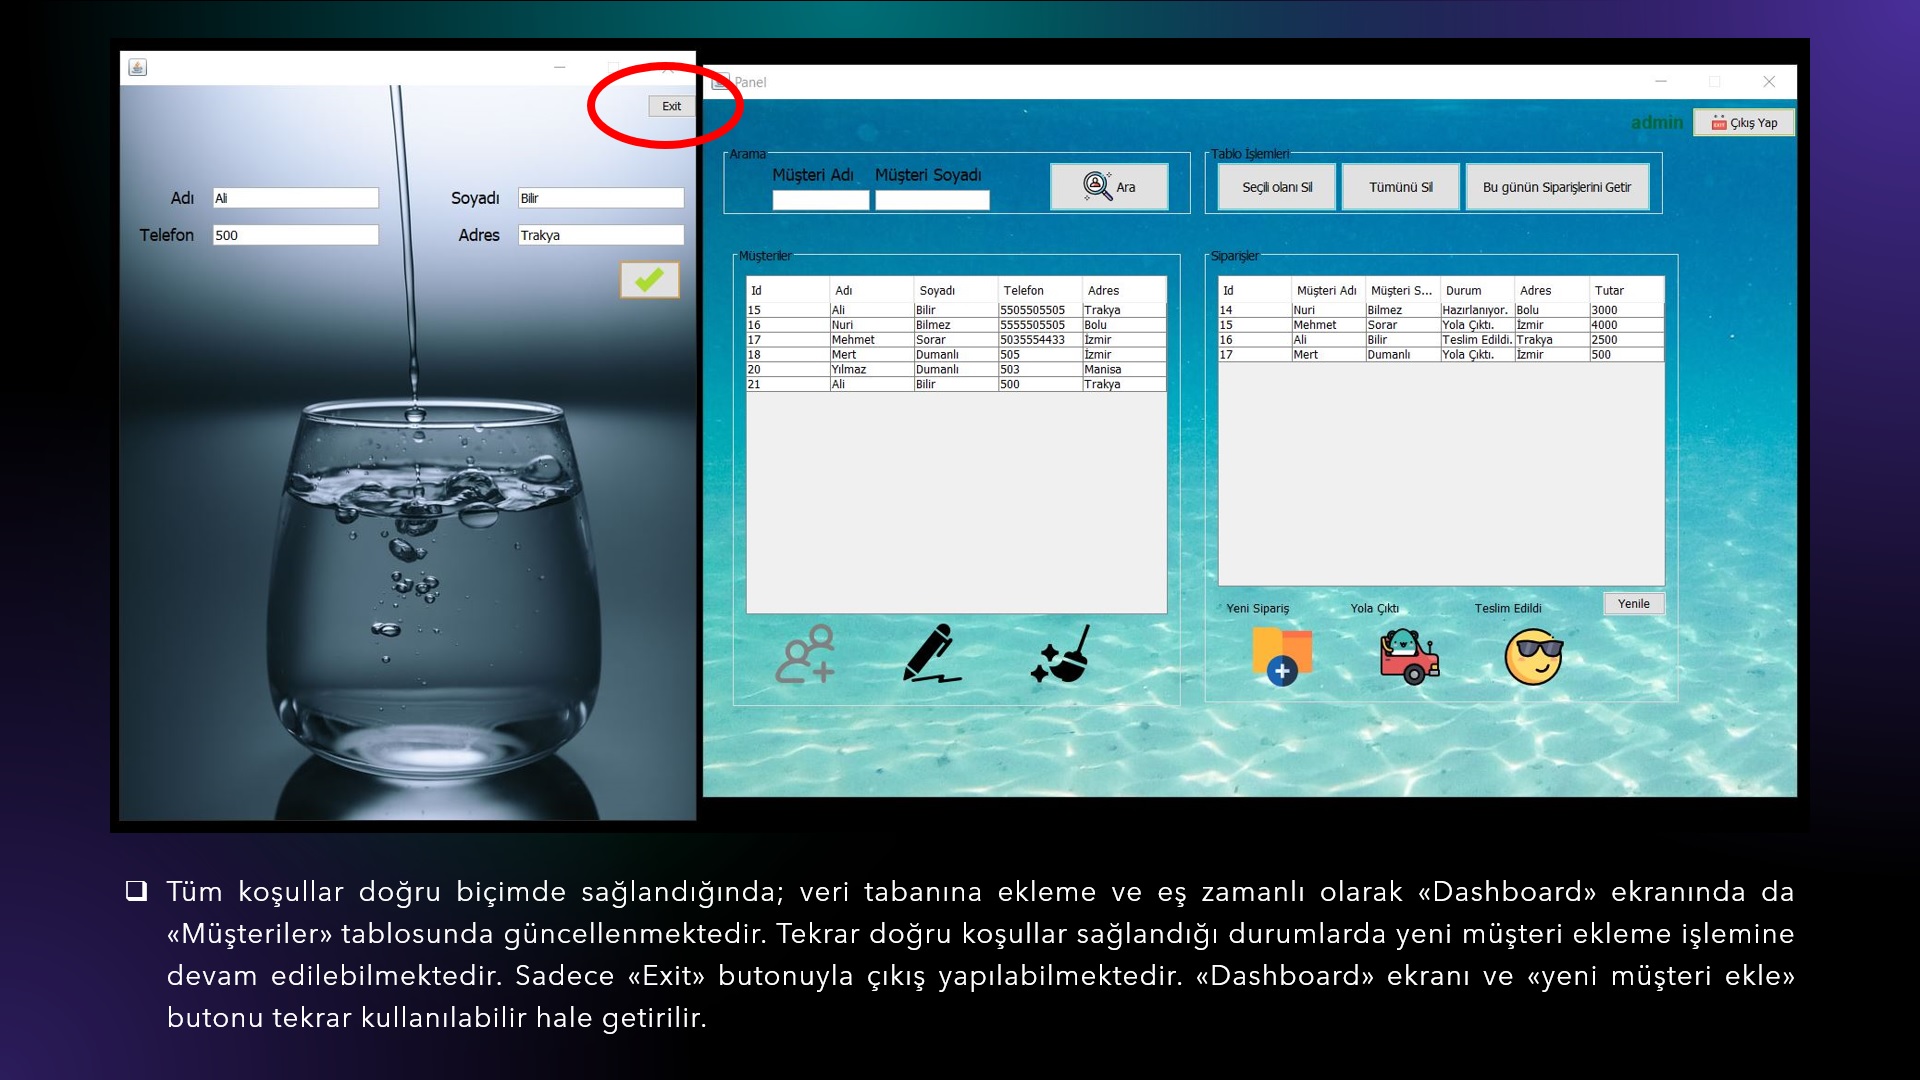 Exit
Adı Ali Soyadı Bilir
Telefon 500 Adres Trakya
Panel
admin Çıkış Yap
Arama
Müşteri Adı Müşteri Soyadı
Ara
Tablo İşlemleri
Seçili olanı Sil Tümünü Sil Bu günün Siparişlerini Getir
Müşteriler
Id Adı Soyadı Telefon Adres
15 Ali Bilir 5505505505 Trakya
16 Nuri Bilmez 5555505505 Bolu
17 Mehmet Sorar 5035554433 İzmir
18 Mert Dumanlı 505 İzmir
20 Yılmaz Dumanlı 503 Manisa
21 Ali Bilir 500 Trakya
Siparişler
Id Müşteri Adı Müşteri S... Durum Adres Tutar
14 Nuri Bilmez Hazırlanıyor. Bolu 3000
15 Mehmet Sorar Yola Çıktı. İzmir 4000
16 Ali Bilir Teslim Edildi. Trakya 2500
17 Mert Dumanlı Yola Çıktı. İzmir 500
Yeni Sipariş Yola Çıktı Teslim Edildi Yenile
Tüm koşullar doğru biçimde sağlandığında; veri tabanına ekleme ve eş zamanlı olarak «Dashboard» ekranında da
«Müşteriler» tablosunda güncellenmektedir. Tekrar doğru koşullar sağlandığı durumlarda yeni müşteri ekleme işlemine
devam edilebilmektedir. Sadece «Exit» butonuyla çıkış yapılabilmektedir. «Dashboard» ekranı ve «yeni müşteri ekle»
butonu tekrar kullanılabilir hale getirilir.